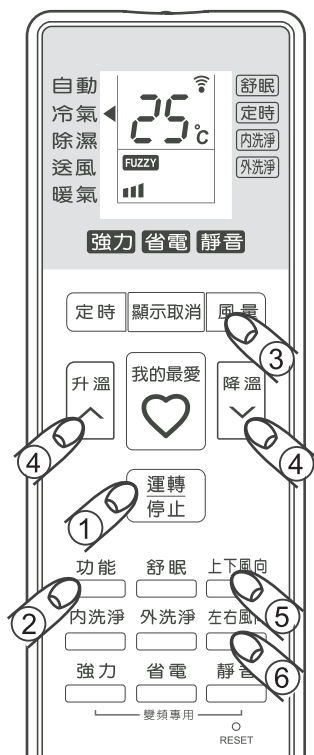 自動
冷氣
除濕
送風
暖氣
25℃
FUZZY
舒眠
定時
內洗淨
外洗淨
強力 省電 靜音
定時 顯示取消 風量
③
升溫 我的最愛 降溫
④ ④
運轉
停止
①
功能 舒眠 上下風向
② ⑤
內洗淨 外洗淨 左右風向
⑥
強力 省電 靜音
變頻專用
RESET